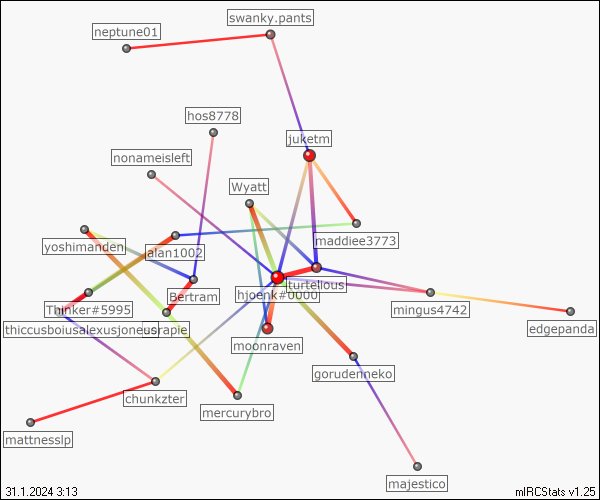 swanky.pants
neptune01
hos8778
juketm
nonameisleft
Wyatt
maddiee3773
yoshimanden
alan1002
turtelious
Bertram
hjoenk#0000
Thinker#5995
mingus4742
thiccusboiusalexusjoneus
edgepanda
moonraven
gorudenneko
chunkzter
mercurybro
mattnesslp
majestico
31.1.2024 3:13
mIRCStats v1.25